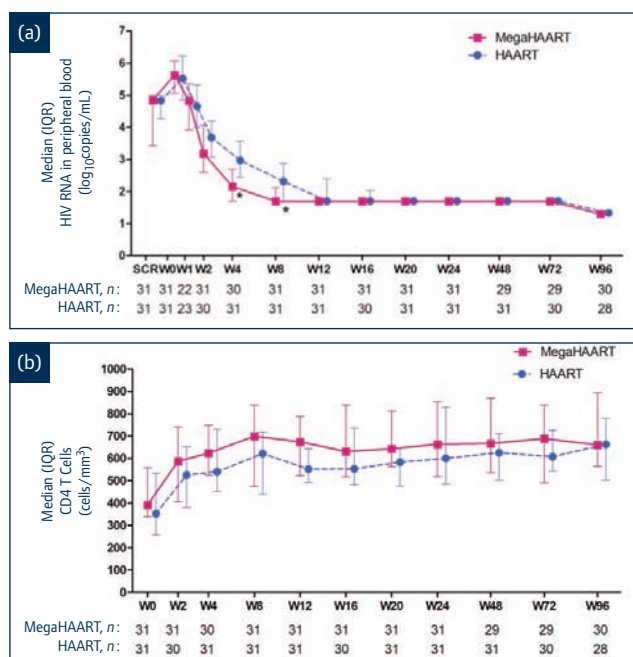 (a)
MegaHAART
HAART
Median (IQR)
HIV RNA in peripheral blood
(log10copies/mL)
7
6
5
4
3
2
1
0
*
*
SCR W0 W1 W2 W4 W8 W12 W16 W20 W24 W48 W72 W96
MegaHAART, n: 31 31 22 31 30 31 31 31 31 31 29 29 30
HAART, n: 31 31 23 30 31 31 31 30 31 31 31 30 28
(b)
MegaHAART
HAART
Median (IQR)
CD4 T Cells
(cells/mm³)
1000
900
800
700
600
500
400
300
200
100
0
W0 W2 W4 W8 W12 W16 W20 W24 W48 W72 W96
MegaHAART, n: 31 31 30 31 31 31 31 31 29 29 30
HAART, n: 31 30 31 31 31 30 31 31 31 30 28